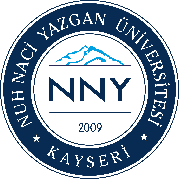 NUH NACİ YAZGAN ÜNİVERSİTESİ
NNY
2009
KAYSERİ